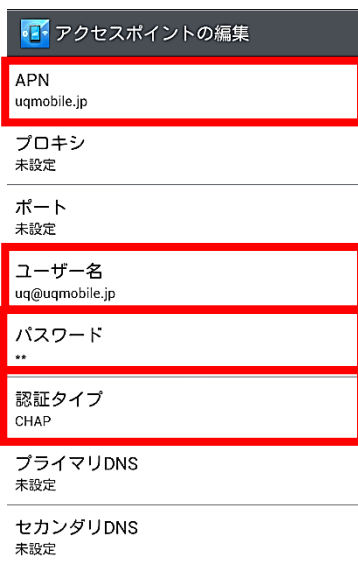 アクセスポイントの編集
APN
uqmobile.jp
プロキシ
未設定
ポート
未設定
ユーザー名
uq@uqmobile.jp
パスワード
**
認証タイプ
CHAP
プライマリDNS
未設定
セカンダリDNS
未設定